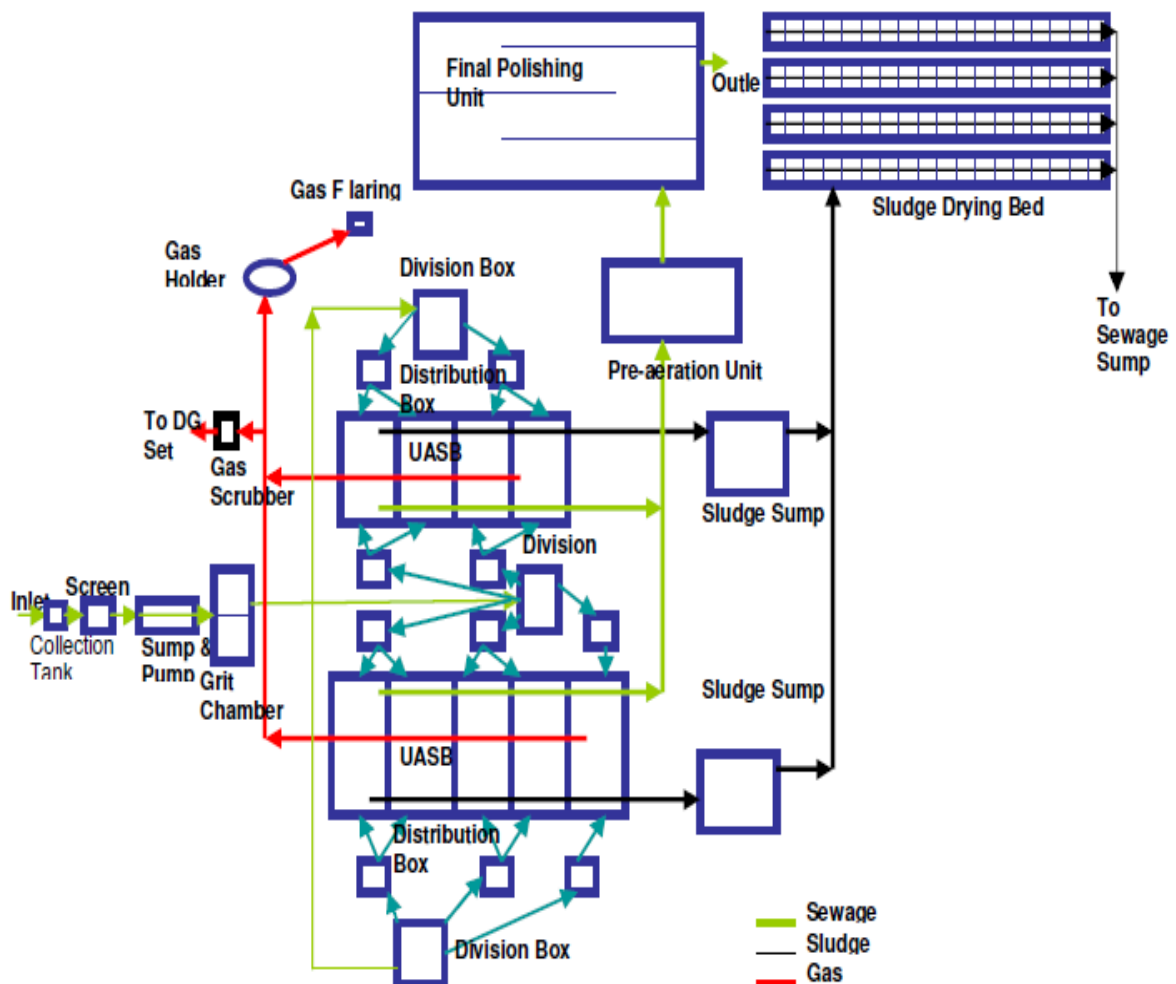 Final Polishing
Unit
Outle
Sludge Drying Bed
Gas F laring
Gas
Holder
Division Box
To
Sewage
Sump
Pre-aeration Unit
Distribution
Box
To DG
Set
UASB
Gas
Scrubber
Sludge Sump
Division
Inlet
Screen
Collection
Tank
Sump &
Pump
Grit
Chamber
Sludge Sump
UASB
Distribution
Box
Division Box
Sewage
Sludge
Gas